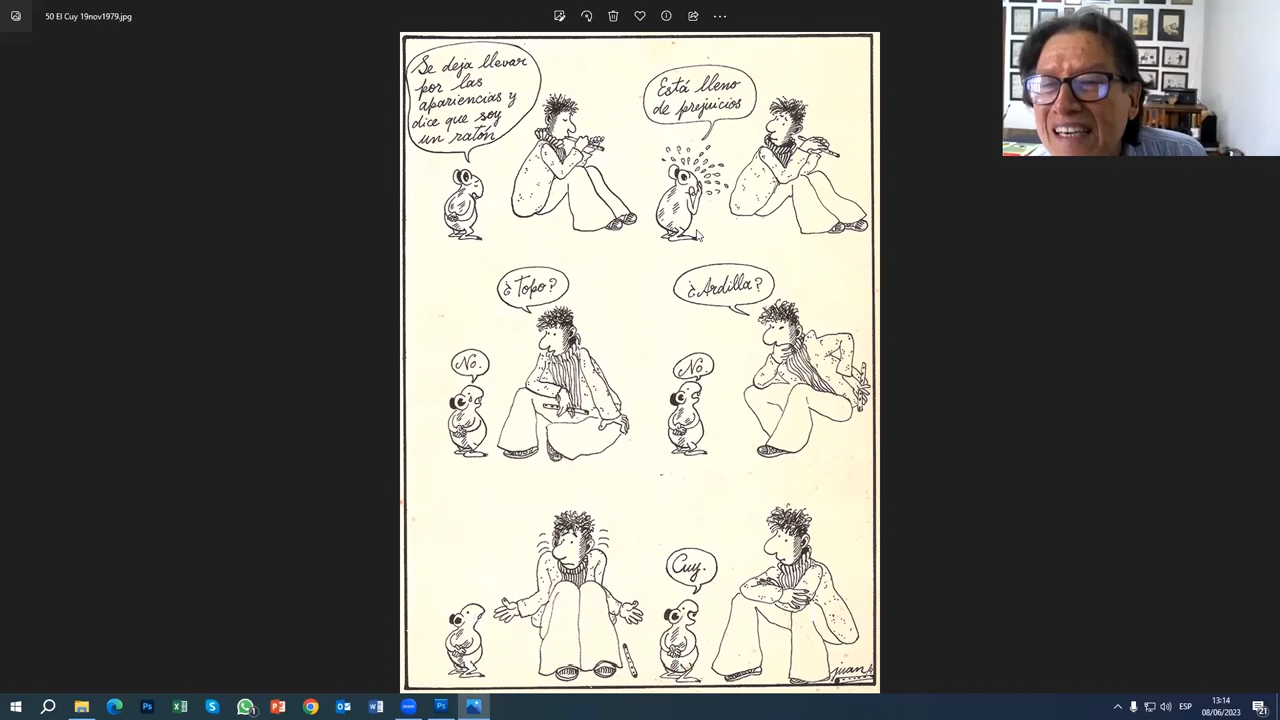 50 El Cuy 19nov1979.jpg
Se deja llevar
por las
apariencias y
dice que soy
un ratón
Está lleno
de prejuicios
¿Topo?
No.
¿Ardilla?
No.
Cuy.
juan
ESP
13:14
08/06/2023
21